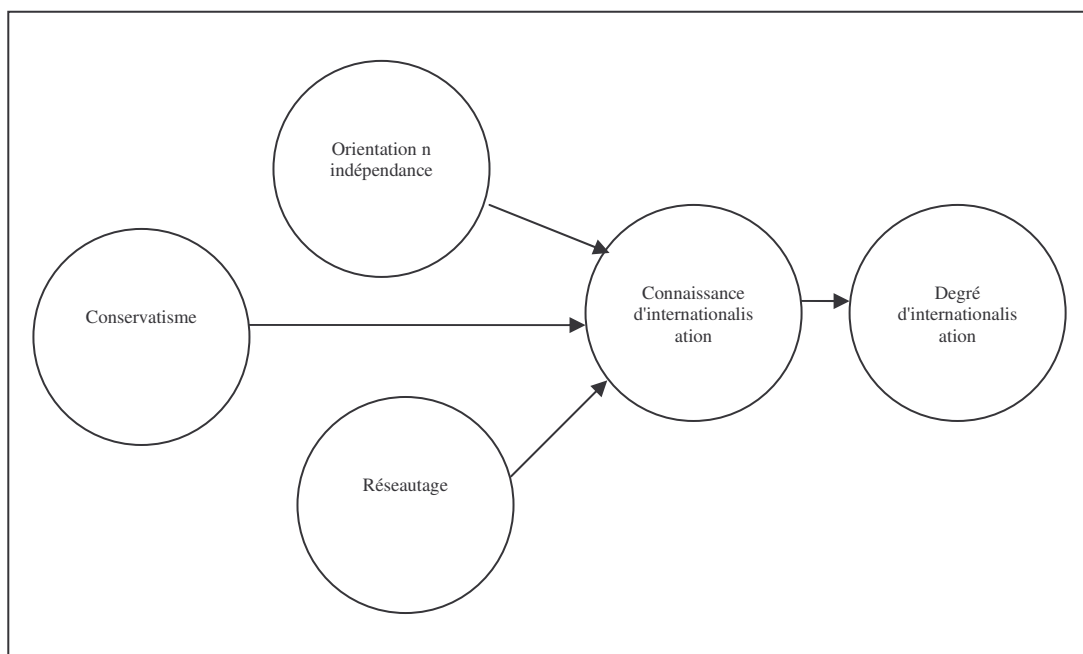 Orientation n
indépendance
Conservatisme
Connaissance
d'internationalis
ation
Degré
d'internationalis
ation
Réseautage